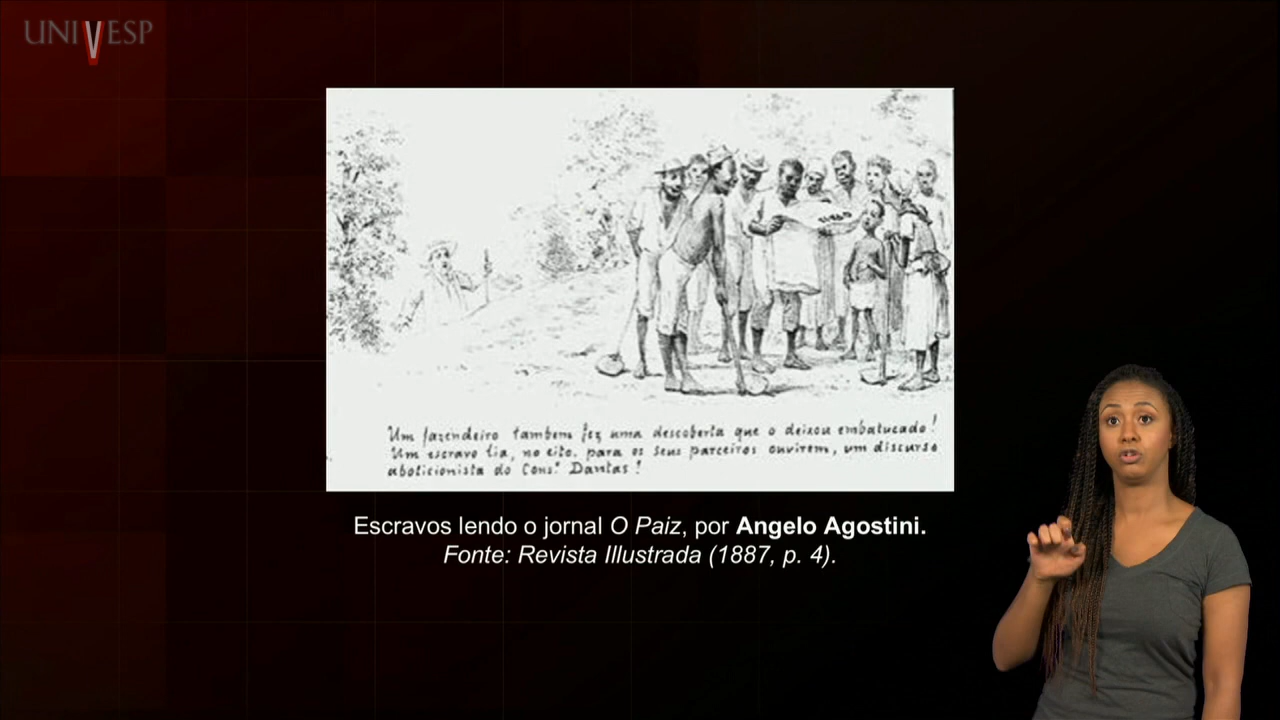 UNIVESP
Um fazendeiro tambem fez uma descoberta que o deixou embatucado!
Um escravo lia, no eito, para os seus parceiros ouvirem, um discurso
abolicionista do Cons.º Dantas!
Escravos lendo o jornal O Paiz, por Angelo Agostini.
Fonte: Revista Illustrada (1887, p. 4).